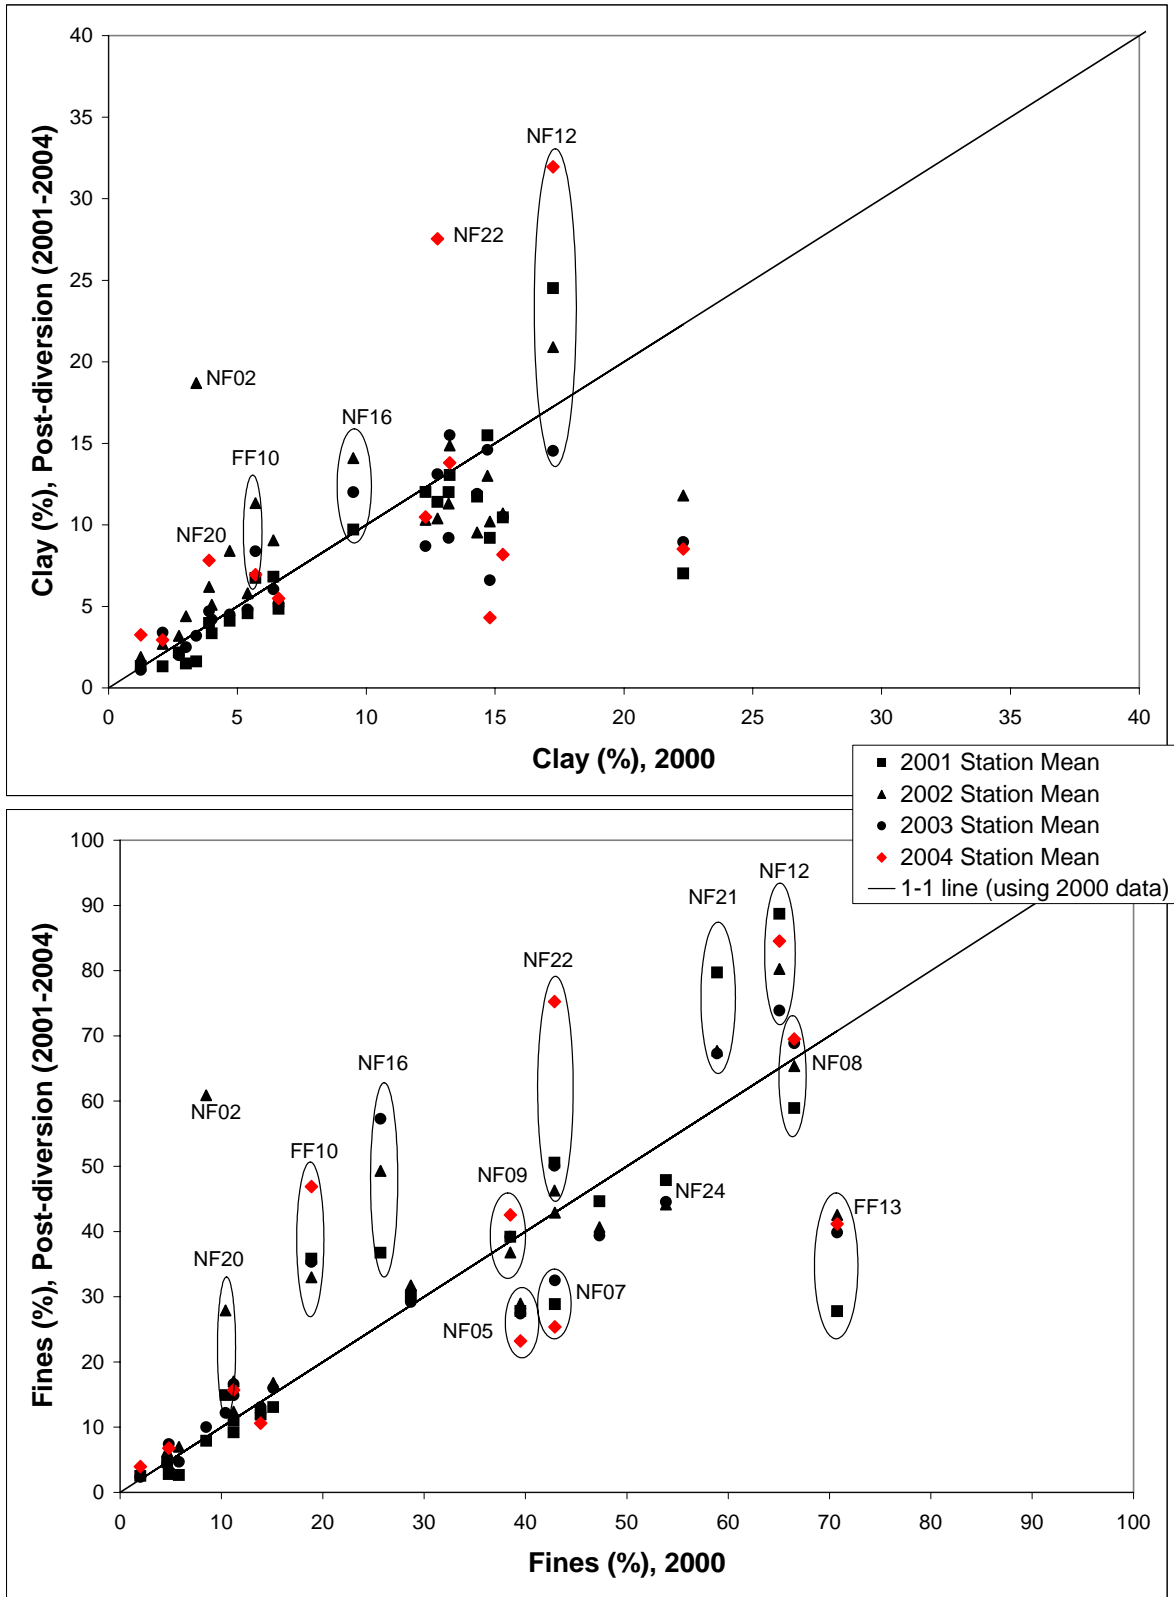 40
35
30
25
20
15
10
5
0
Clay (%), Post-diversion (2001-2004)
NF12
NF22
NF02
NF16
FF10
NF20
0 5 10 15 20 25 30 35 40
Clay (%), 2000
2001 Station Mean
2002 Station Mean
2003 Station Mean
2004 Station Mean
1-1 line (using 2000 data)
100
90
80
70
60
50
40
30
20
10
0
Fines (%), Post-diversion (2001-2004)
NF12
NF21
NF22
NF16
NF08
NF02
FF10
NF09
NF24
FF13
NF20
NF07
NF05
0 10 20 30 40 50 60 70 80 90 100
Fines (%), 2000